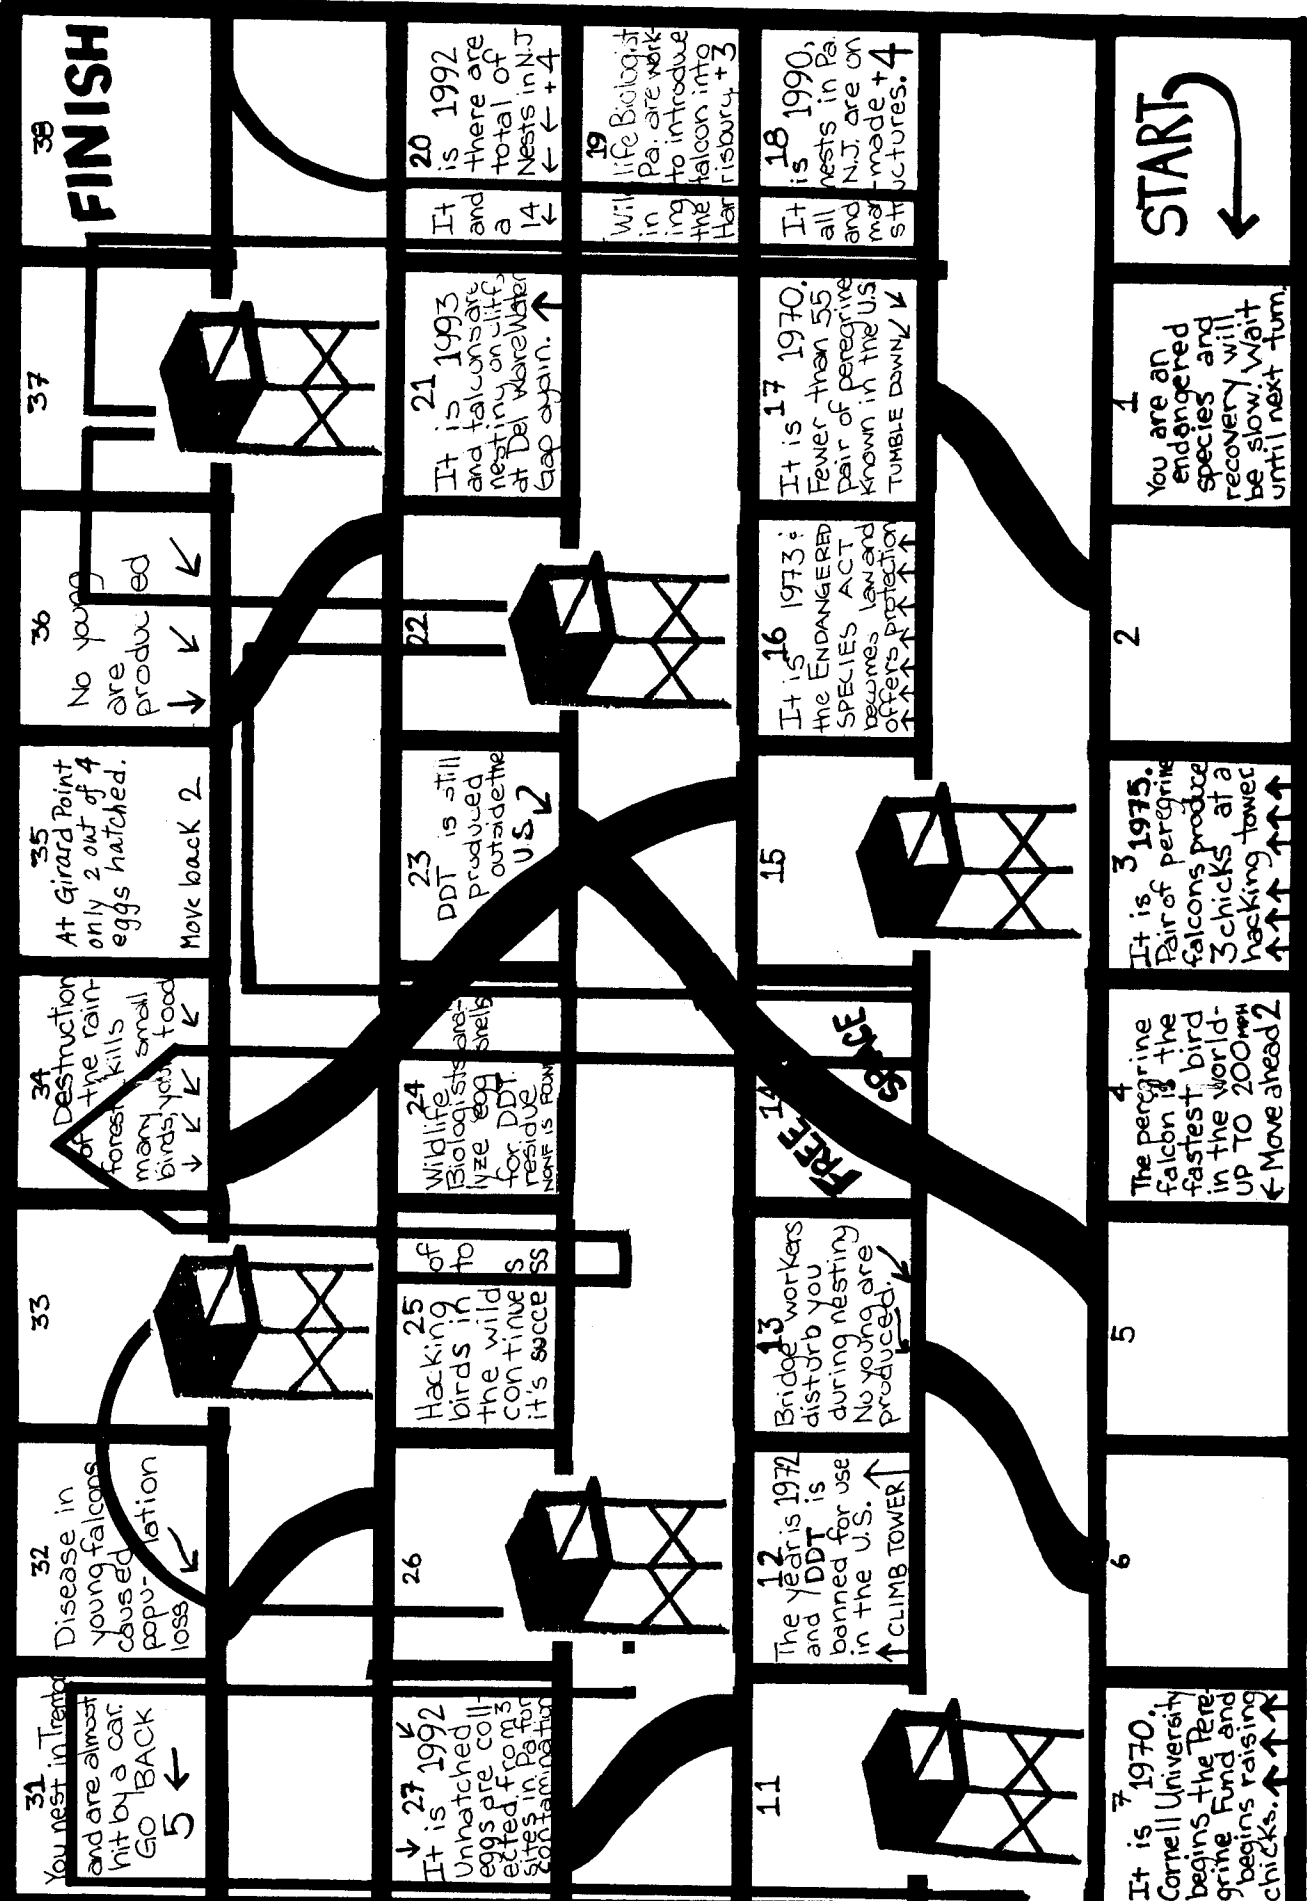 38
FINISH
37
36
No young
are
produced
35
At Girard Point
only 2 out of 4
eggs hatched.
Move back 2
34
Destruction
of the rain-
forest kills
many small
birds, your food
33
32
Disease in
young falcons
caused
popu-lation
loss
31
You nest in Trenton
and are almost
hit by a car.
GO BACK
5 ←
20
It is 1992
and there are
a total of
14 Nests in N.J
← ← ← +4
21
It is 1993
and falcons are
nesting on cliffs
at DelWareWater
Gap again.
22
23
DDT is still
produced
outside the
U.S.
24
Wildlife
Biologists ana-
lyze egg shells
for DDT.
residue
NONE IS FOUND
25
Hacking of
birds in to
the wild
continues
it's success
26
27
It is 1992
Unhatched
eggs are coll-
ected from 3
sites in Pa for
contamination
19
Wildlife Biologist
in Pa. are work-
ing to introduce
the falcon into
Harrisburg. +3
18
It is 1990,
all nests in Pa.
and N.J. are on
man-made +4
structures.
17
It is 1970.
Fewer than 55
pair of peregrine
known in the U.S.
TUMBLE DOWN
16
It is 1973:
the ENDANGERED
SPECIES ACT
becomes law and
offers protection
15
FREE 14
SPACE
13
Bridge workers
disturb you
during nesting
No young are
produced.
12
The year is 1972
and DDT is
banned for use
in the U.S.
CLIMB TOWER
11
START
1
You are an
endangered
species and
recovery will
be slow. Wait
until next turn.
2
3
It is 1975.
Pair of peregrine
falcons produce
3 chicks at a
hacking tower.
4
The peregrine
falcon is the
fastest bird
in the world-
UP TO 200 MPH
← Move ahead 2
5
6
7
It is 1970.
Cornell University
begins the Pere-
grine Fund and
begins raising
chicks.